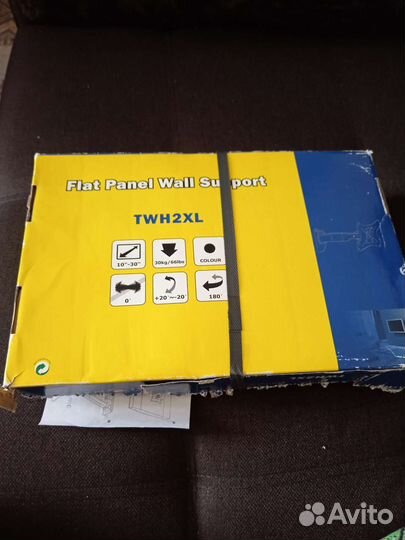 Flat Panel Wall Support
TWH2XL
10"-30"
30kg/66lbs
COLOUR
0°
+20°~-20°
180°
Avito